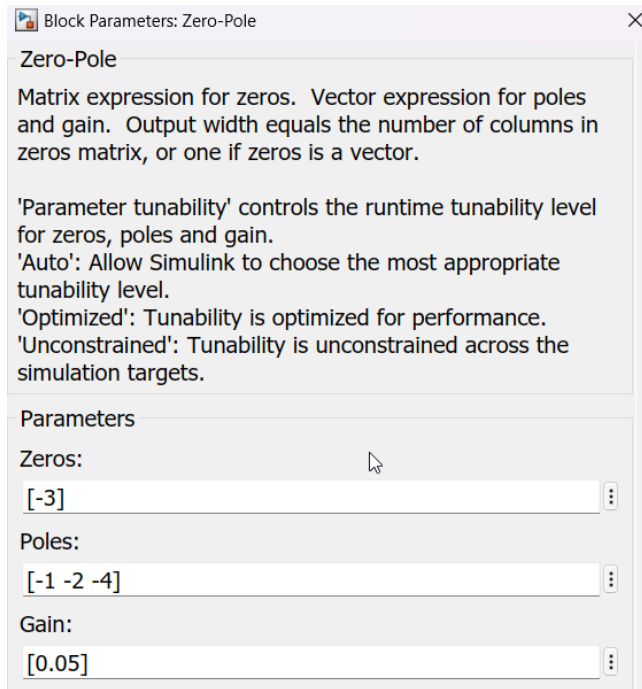 Block Parameters: Zero-Pole
Zero-Pole
Matrix expression for zeros.  Vector expression for poles
and gain.  Output width equals the number of columns in
zeros matrix, or one if zeros is a vector.
'Parameter tunability' controls the runtime tunability level
for zeros, poles and gain.
'Auto': Allow Simulink to choose the most appropriate
tunability level.
'Optimized': Tunability is optimized for performance.
'Unconstrained': Tunability is unconstrained across the
simulation targets.
Parameters
Zeros:
[-3]
Poles:
[-1 -2 -4]
Gain:
[0.05]